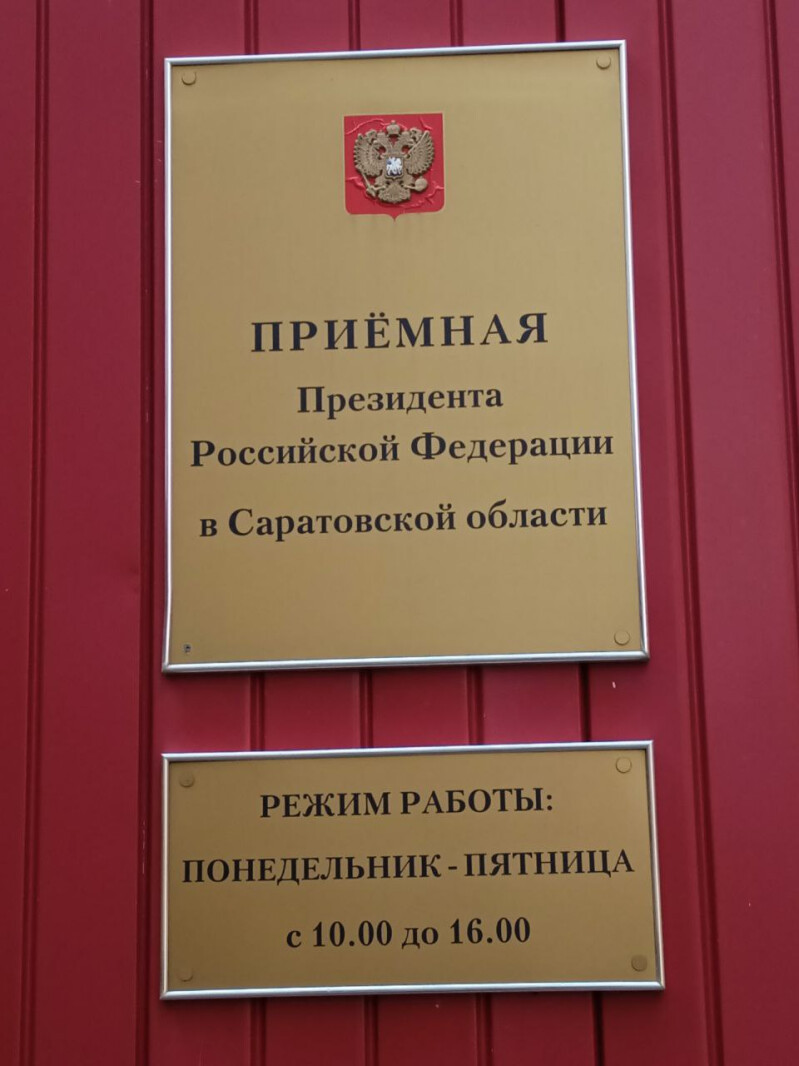 ПРИЁМНАЯ
Президента
Российской Федерации
в Саратовской области
РЕЖИМ РАБОТЫ:
ПОНЕДЕЛЬНИК - ПЯТНИЦА
с 10.00 до 16.00